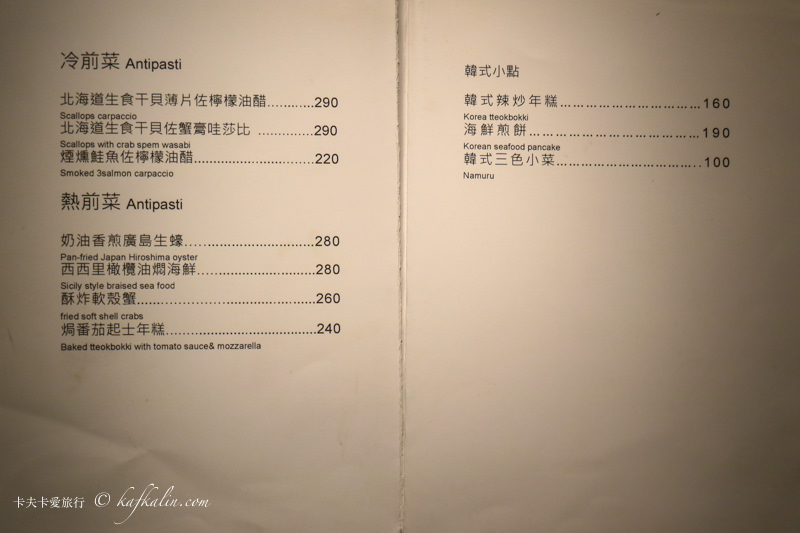 冷前菜 Antipasti
北海道生食干貝薄片佐檸檬油醋............290
Scallops carpaccio
北海道生食干貝佐蟹膏哇莎比 .............290
Scallops with crab spem wasabi
煙燻鮭魚佐檸檬油醋...........................220
Smoked 3salmon carpaccio
熱前菜 Antipasti
奶油香煎廣島生蠔.............................280
Pan-fried Japan Hiroshima oyster
西西里橄欖油燜海鮮...........................280
Sicily style braised sea food
酥炸軟殼蟹.......................................260
fried soft shell crabs
焗番茄起士年糕.................................240
Baked tteokbokki with tomato sauce& mozzarella
韓式小點
韓式辣炒年糕.................................160
Korea tteokbokki
海鮮煎餅........................................190
Korean seafood pancake
韓式三色小菜..................................100
Namuru
卡夫卡愛旅行 © kafkalin.com